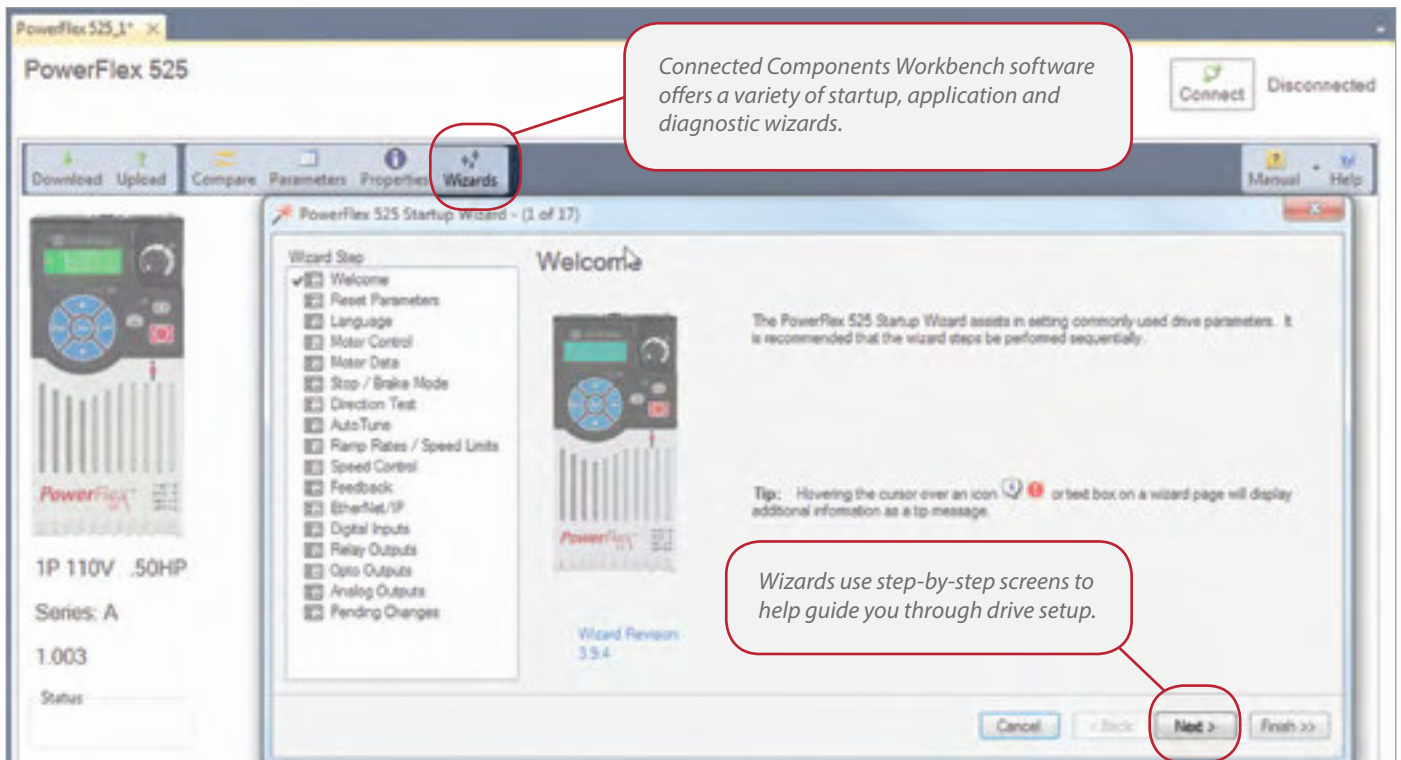 PowerFlex 525_1*
PowerFlex 525
Connected Components Workbench software
offers a variety of startup, application and
diagnostic wizards.
Connect
Disconnected
Download Upload Compare Parameters Properties Wizards
Manual Help
PowerFlex 525 Startup Wizard - (1 of 17)
Wizard Step
Welcome
Reset Parameters
Language
Motor Control
Motor Data
Stop / Brake Mode
Direction Test
AutoTune
Ramp Rates / Speed Limits
Speed Control
Feedback
EtherNet/IP
Digital Inputs
Relay Outputs
Opto Outputs
Analog Outputs
Pending Changes
Welcome
The PowerFlex 525 Startup Wizard assists in setting commonly used drive parameters. It
is recommended that the wizard steps be performed sequentially.
Tip: Hovering the cursor over an icon or text box on a wizard page will display
additional information as a tip message.
PowerFlex
PowerFlex
Wizard Revision
3.9.4
1P 110V .50HP
Series: A
1.003
Status
Wizards use step-by-step screens to
help guide you through drive setup.
Cancel < Back Next > Finish >>